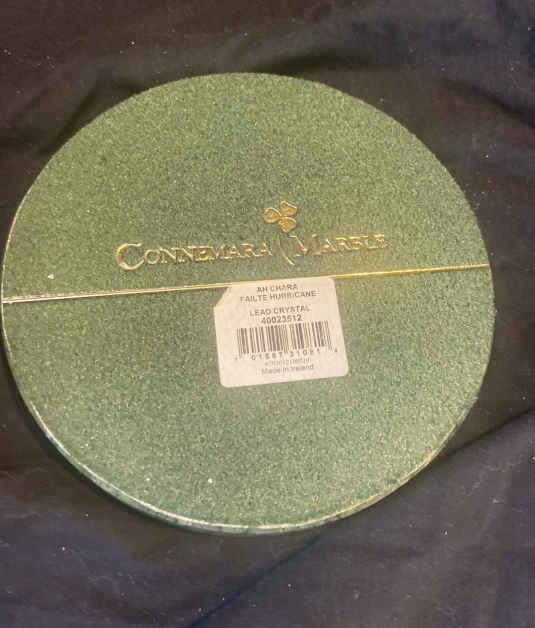 CONNEMARA MARBLE
AH CHARA
FAILTE HURRICANE
LEAD CRYSTAL
40023512
Made in Ireland